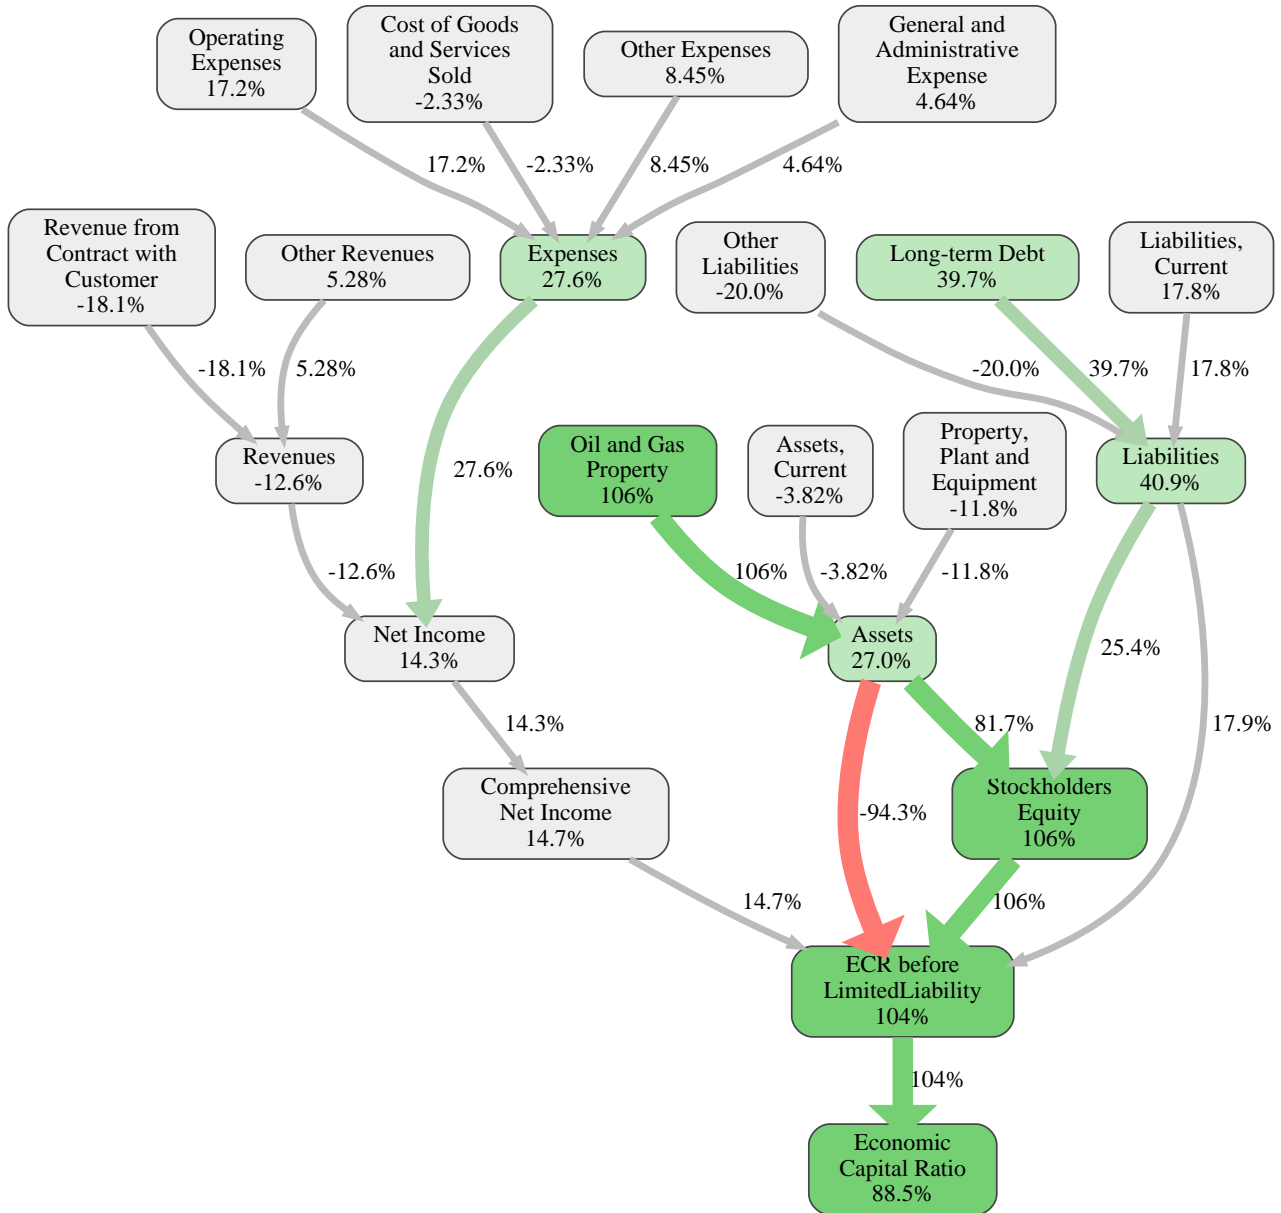 Operating
Expenses
17.2%
Cost of Goods
and Services
Sold
-2.33%
Other Expenses
8.45%
General and
Administrative
Expense
4.64%
17.2%
-2.33%
8.45%
4.64%
Revenue from
Contract with
Customer
-18.1%
Other Revenues
5.28%
Expenses
27.6%
Other
Liabilities
-20.0%
Long-term Debt
39.7%
Liabilities,
Current
17.8%
-18.1%
5.28%
-20.0%
39.7%
17.8%
Revenues
-12.6%
27.6%
Oil and Gas
Property
106%
Assets,
Current
-3.82%
Property,
Plant and
Equipment
-11.8%
Liabilities
40.9%
-12.6%
106%
-3.82%
-11.8%
Net Income
14.3%
Assets
27.0%
25.4%
14.3%
81.7%
17.9%
Comprehensive
Net Income
14.7%
-94.3%
Stockholders
Equity
106%
14.7%
106%
ECR before
LimitedLiability
104%
104%
Economic
Capital Ratio
88.5%